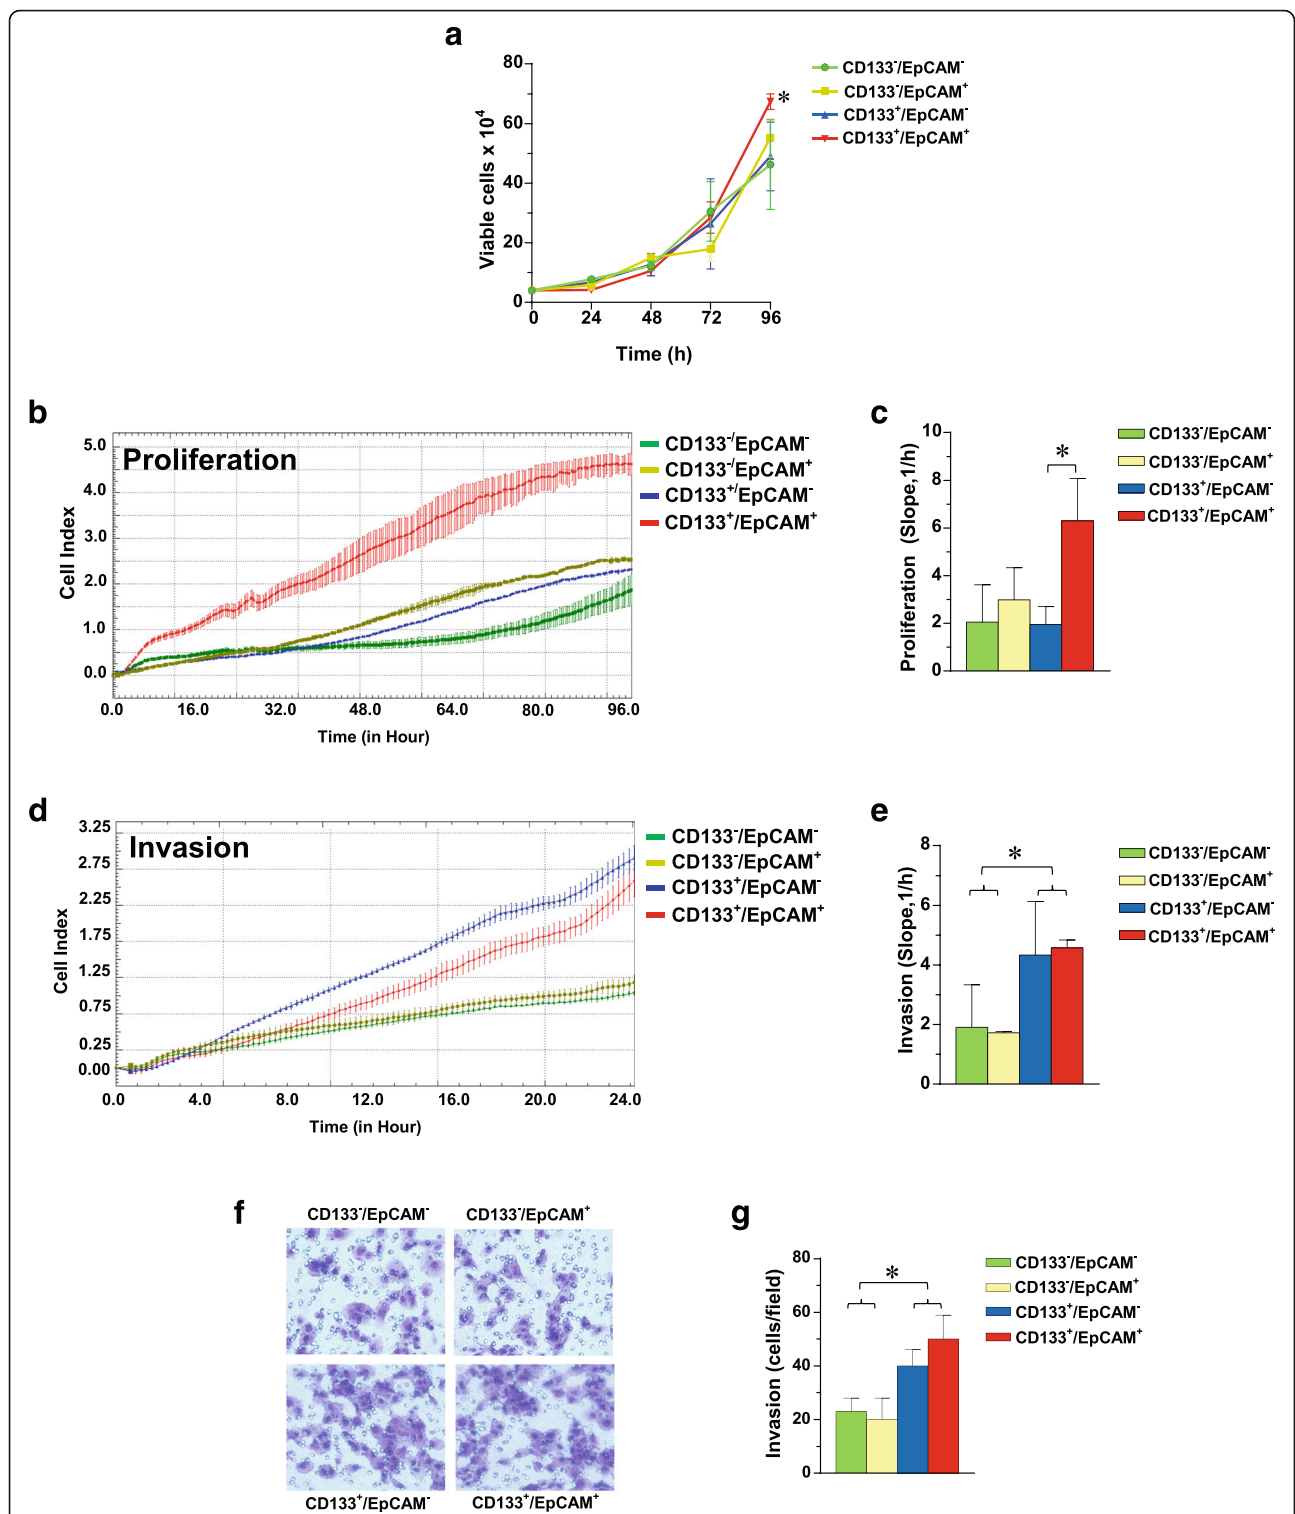 a
80
60
40
20
0
Viable cells x 10⁴
0 24 48 72 96
Time (h)
*
CD133⁻/EpCAM⁻
CD133⁻/EpCAM⁺
CD133⁺/EpCAM⁻
CD133⁺/EpCAM⁺
b
Proliferation
5.0
4.0
3.0
2.0
1.0
0.0
Cell Index
0.0 16.0 32.0 48.0 64.0 80.0 96.0
Time (in Hour)
CD133⁻/EpCAM⁻
CD133⁻/EpCAM⁺
CD133⁺/EpCAM⁻
CD133⁺/EpCAM⁺
c
10
8
6
4
2
0
Proliferation (Slope,1/h)
*
CD133⁻/EpCAM⁻
CD133⁻/EpCAM⁺
CD133⁺/EpCAM⁻
CD133⁺/EpCAM⁺
d
Invasion
3.25
2.75
2.25
1.75
1.25
0.75
0.25
0.00
Cell Index
0.0 4.0 8.0 12.0 16.0 20.0 24.0
Time (in Hour)
CD133⁻/EpCAM⁻
CD133⁻/EpCAM⁺
CD133⁺/EpCAM⁻
CD133⁺/EpCAM⁺
e
8
6
4
2
0
Invasion (Slope,1/h)
*
CD133⁻/EpCAM⁻
CD133⁻/EpCAM⁺
CD133⁺/EpCAM⁻
CD133⁺/EpCAM⁺
f
CD133⁻/EpCAM⁻ CD133⁻/EpCAM⁺
CD133⁺/EpCAM⁻ CD133⁺/EpCAM⁺
g
80
60
40
20
0
Invasion (cells/field)
*
CD133⁻/EpCAM⁻
CD133⁻/EpCAM⁺
CD133⁺/EpCAM⁻
CD133⁺/EpCAM⁺